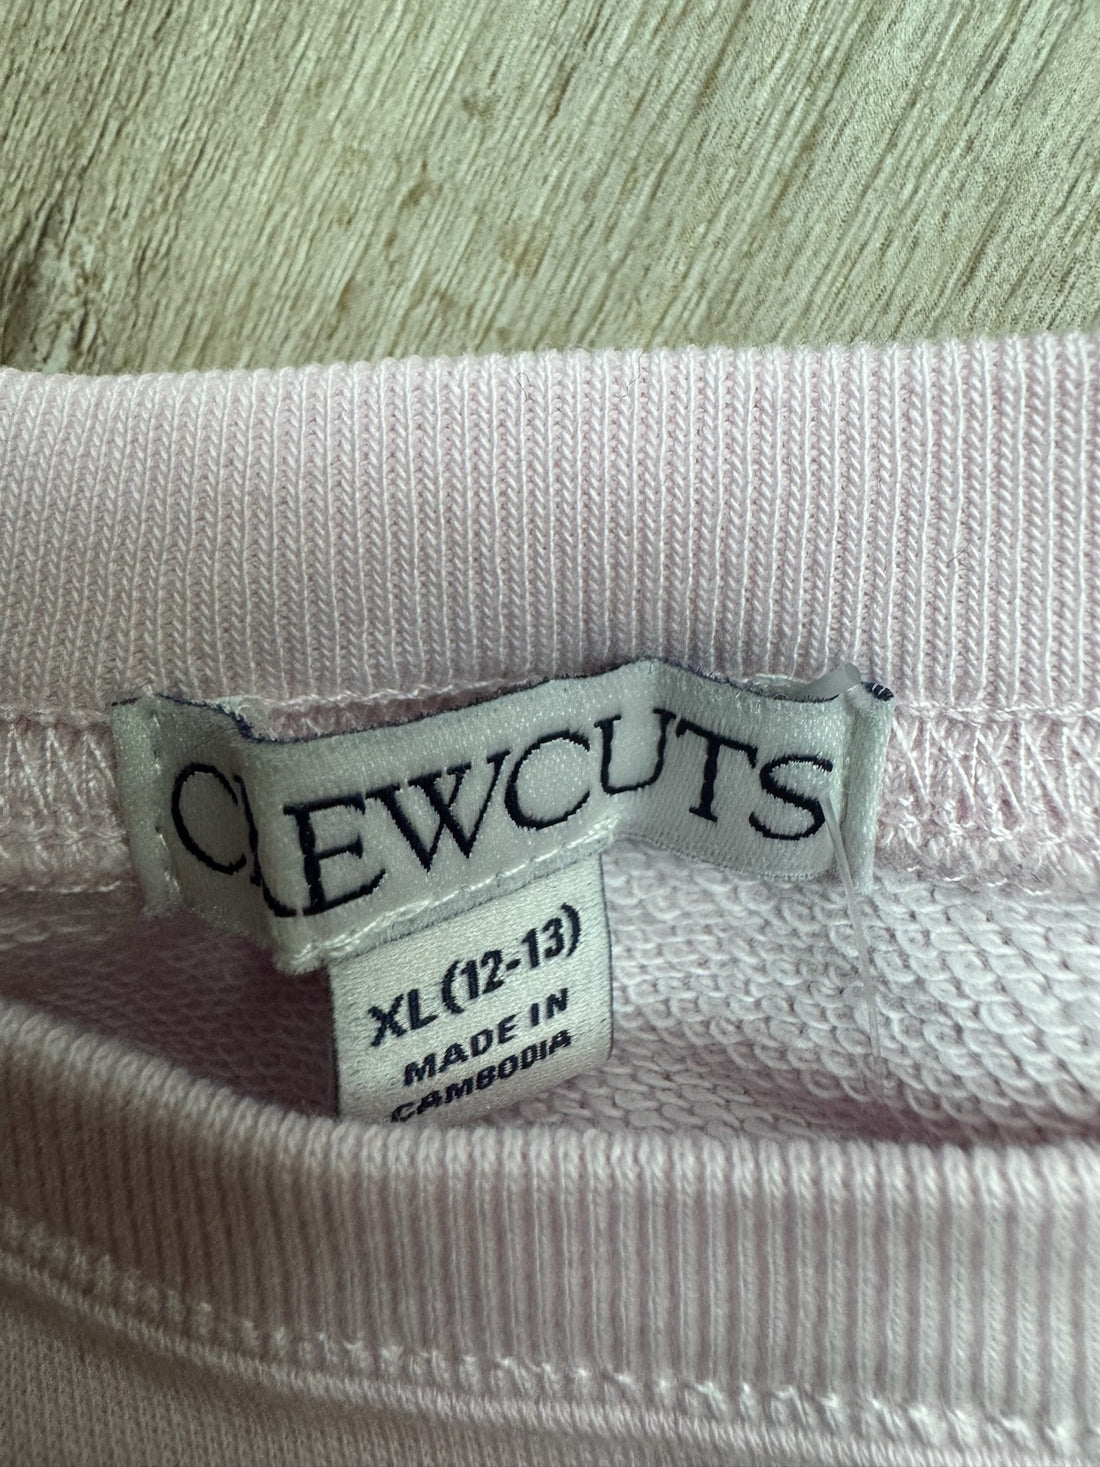 CREWCUTS
XL (12-13)
MADE IN
CAMBODIA